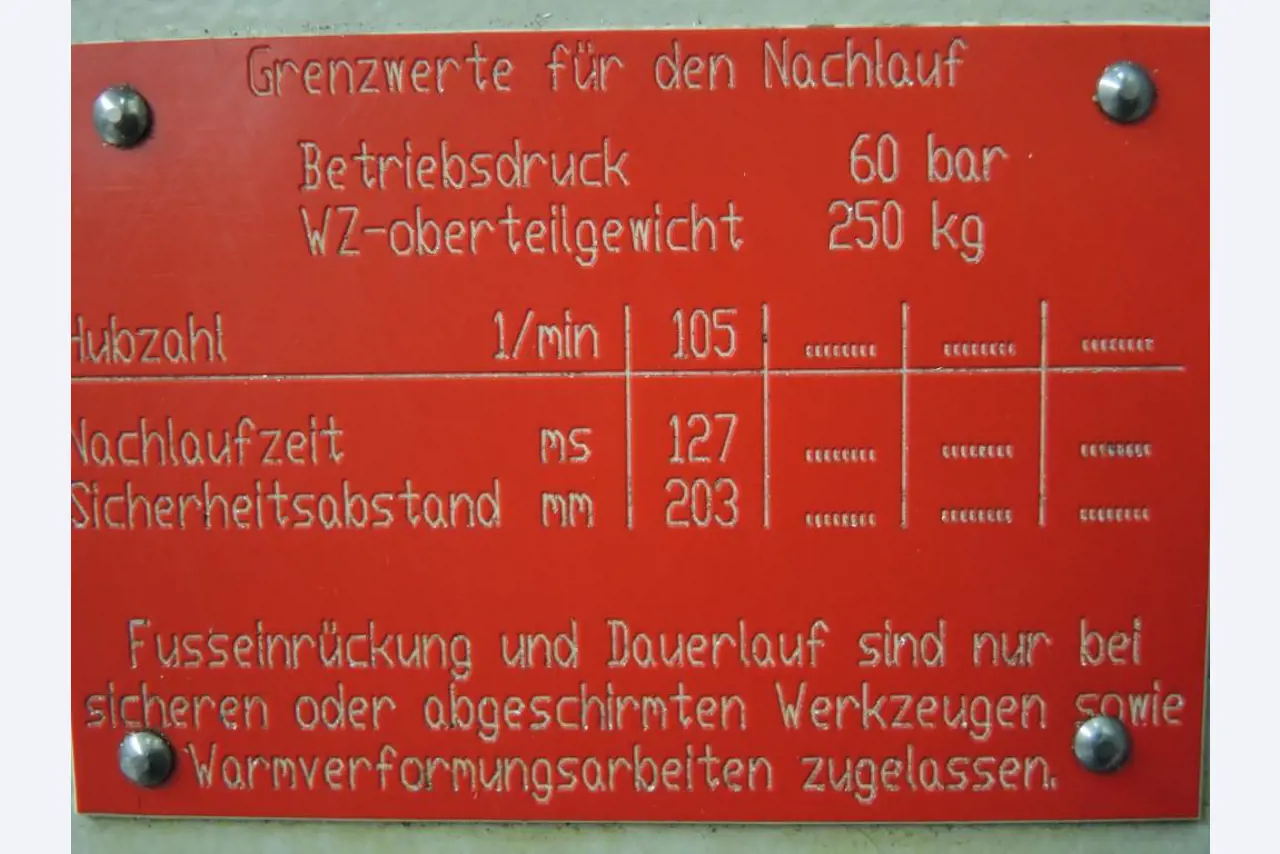 Grenzwerte für den Nachlauf
Betriebsdruck 60 bar
WZ-oberteilgewicht 250 kg
Hubzahl 1/min 105 ........ ........ ........
Nachlaufzeit ms 127 ........ ........ ........
Sicherheitsabstand mm 203 ........ ........ ........
Fusseinrückung und Dauerlauf sind nur bei
sicheren oder abgeschirmten Werkzeugen sowie
Warmverformungsarbeiten zugelassen.